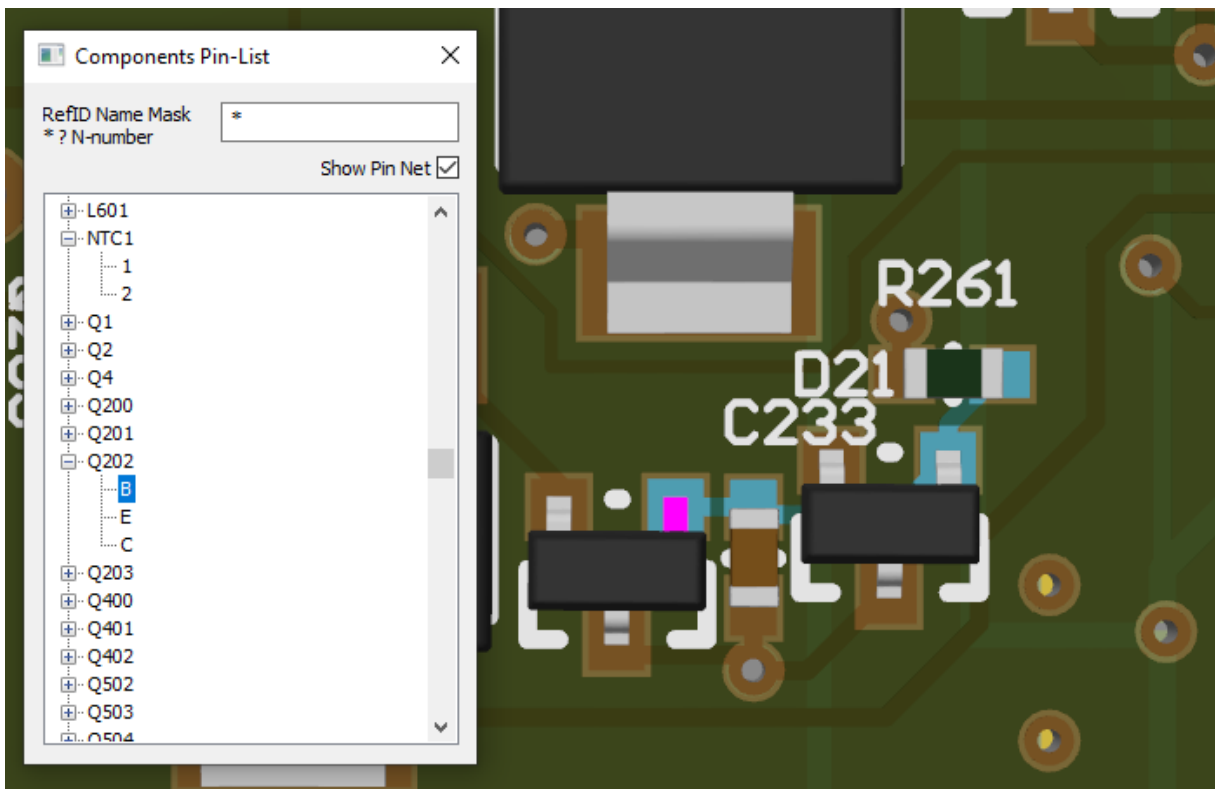 Components Pin-List
RefID Name Mask
*
* ? N-number
Show Pin Net
L601
NTC1
1
2
Q1
Q2
Q4
Q200
Q201
Q202
B
E
C
Q203
Q400
Q401
Q402
Q502
Q503
Q504
R261
D21
C233